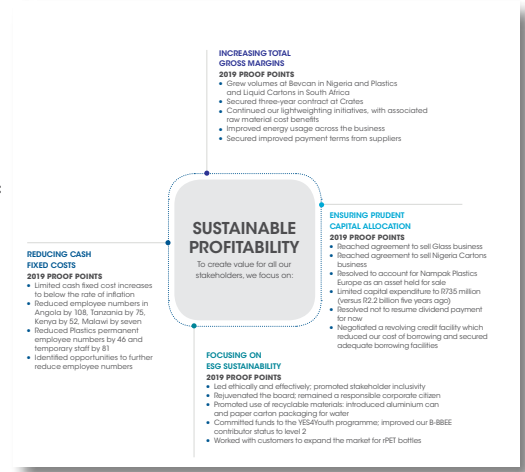 INCREASING TOTAL
GROSS MARGINS
2019 PROOF POINTS
• Grew volumes at Bevcan in Nigeria and Plastics
and Liquid Cartons in South Africa
• Secured three-year contract at Crates
• Continued our lightweighting initiatives, with associated
raw material cost benefits
• Improved energy usage across the business
• Secured improved payment terms from suppliers
SUSTAINABLE
PROFITABILITY
To create value for all our
stakeholders, we focus on:
ENSURING PRUDENT
CAPITAL ALLOCATION
2019 PROOF POINTS
• Reached agreement to sell Glass business
• Reached agreement to sell Nigeria Cartons
business
• Resolved to account for Nampak Plastics
Europe as an asset held for sale
• Limited capital expenditure to R735 million
(versus R2.2 billion five years ago)
• Resolved not to resume dividend payment
for now
• Negotiated a revolving credit facility which
reduced our cost of borrowing and secured
adequate borrowing facilities
REDUCING CASH
FIXED COSTS
2019 PROOF POINTS
• Limited cash fixed cost increases
to below the rate of inflation
• Reduced employee numbers in
Angola by 108, Tanzania by 75,
Kenya by 52, Malawi by seven
• Reduced Plastics permanent
employee numbers by 46 and
temporary staff by 81
• Identified opportunities to further
reduce employee numbers
FOCUSING ON
ESG SUSTAINABILITY
2019 PROOF POINTS
• Led ethically and effectively; promoted stakeholder inclusivity
• Rejuvenated the board; remained a responsible corporate citizen
• Promoted use of recyclable materials: introduced aluminium can
and paper carton packaging for water
• Committed funds to the YES4Youth programme; improved our B-BBEE
contributor status to level 2
• Worked with customers to expand the market for rPET bottles